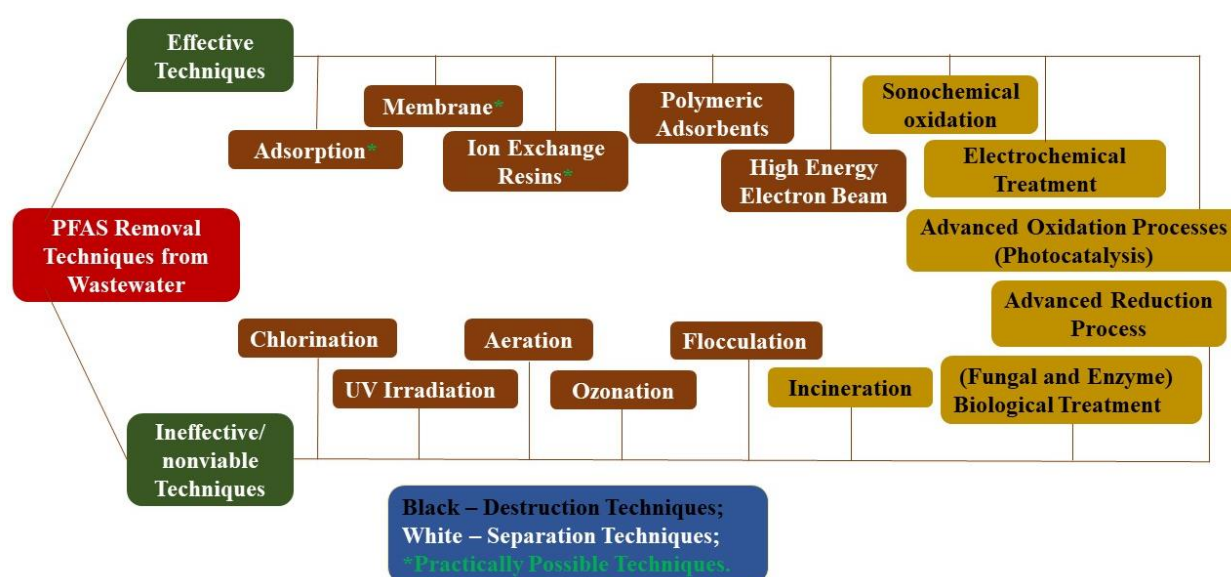 Effective
Techniques
Membrane*
Adsorption*
Ion Exchange
Resins*
Polymeric
Adsorbents
High Energy
Electron Beam
Sonochemical
oxidation
Electrochemical
Treatment
Advanced Oxidation Processes
(Photocatalysis)
PFAS Removal
Techniques from
Wastewater
Chlorination
UV Irradiation
Aeration
Ozonation
Flocculation
Incineration
Advanced Reduction
Process
(Fungal and Enzyme)
Biological Treatment
Ineffective/
nonviable
Techniques
Black – Destruction Techniques;
White – Separation Techniques;
*Practically Possible Techniques.